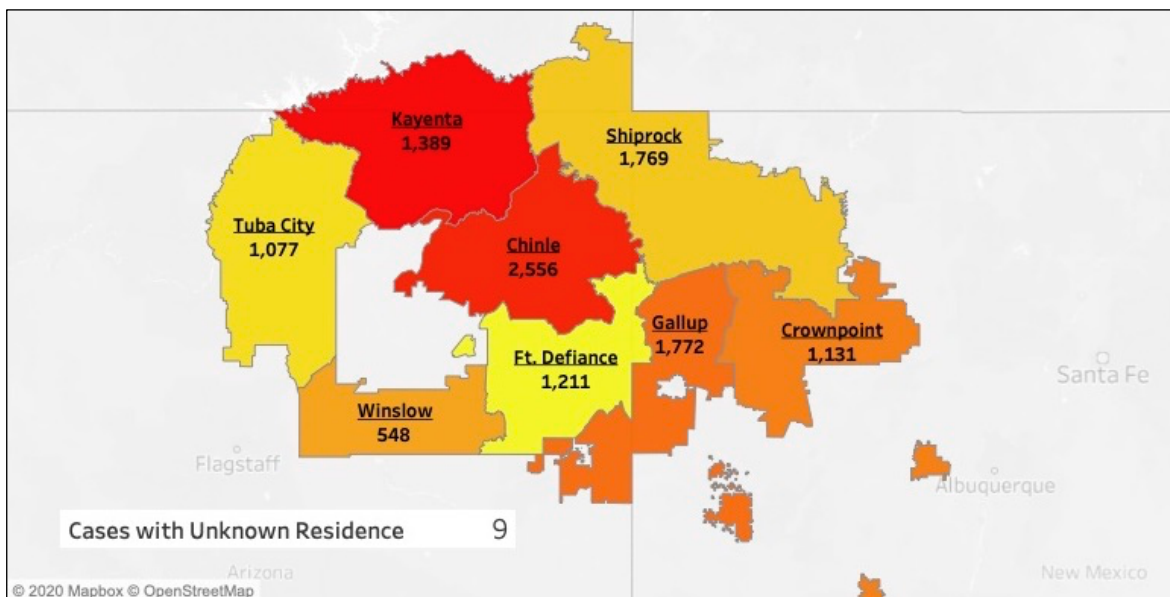 Kayenta
1,389
Shiprock
1,769
Tuba City
1,077
Chinle
2,556
Gallup
1,772
Crownpoint
1,131
Ft. Defiance
1,211
Winslow
548
Santa Fe
Flagstaff
Albuquerque
Cases with Unknown Residence 9
Arizona
New Mexico
© 2020 Mapbox © OpenStreetMap